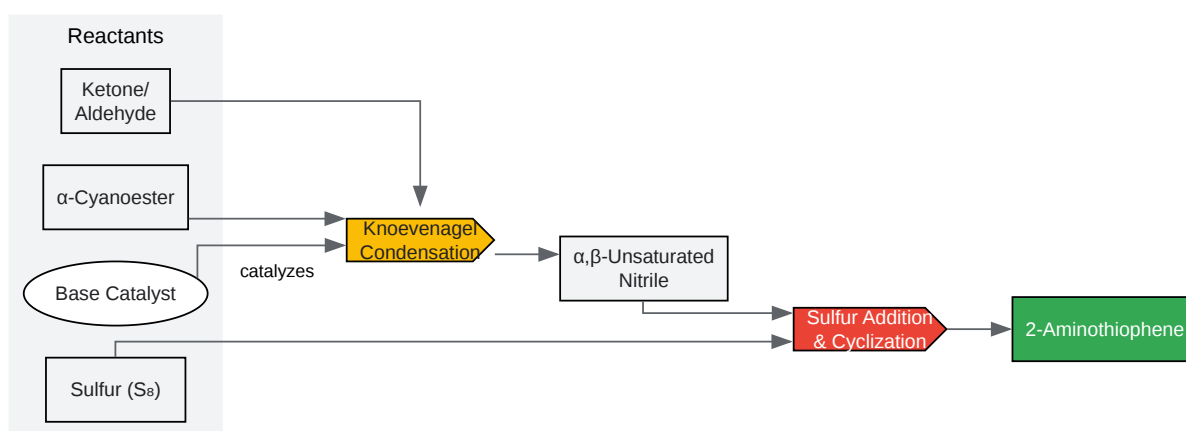 Reactants
Ketone/
Aldehyde
α-Cyanoester
Knoevenagel
Condensation
catalyzes
Base Catalyst
α,β-Unsaturated
Nitrile
Sulfur Addition
& Cyclization
2-Aminothiophene
Sulfur (S₈)